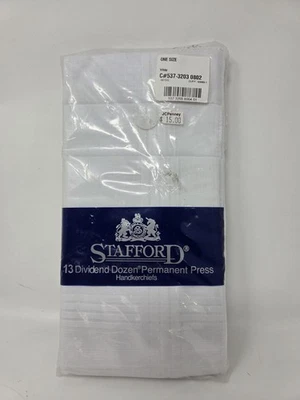 ONE SIZE
C#537-3203 0802
JCPenney
$ 15.00
STAFFORD®
13 Dividend Dozen® Permanent Press
Handkerchiefs